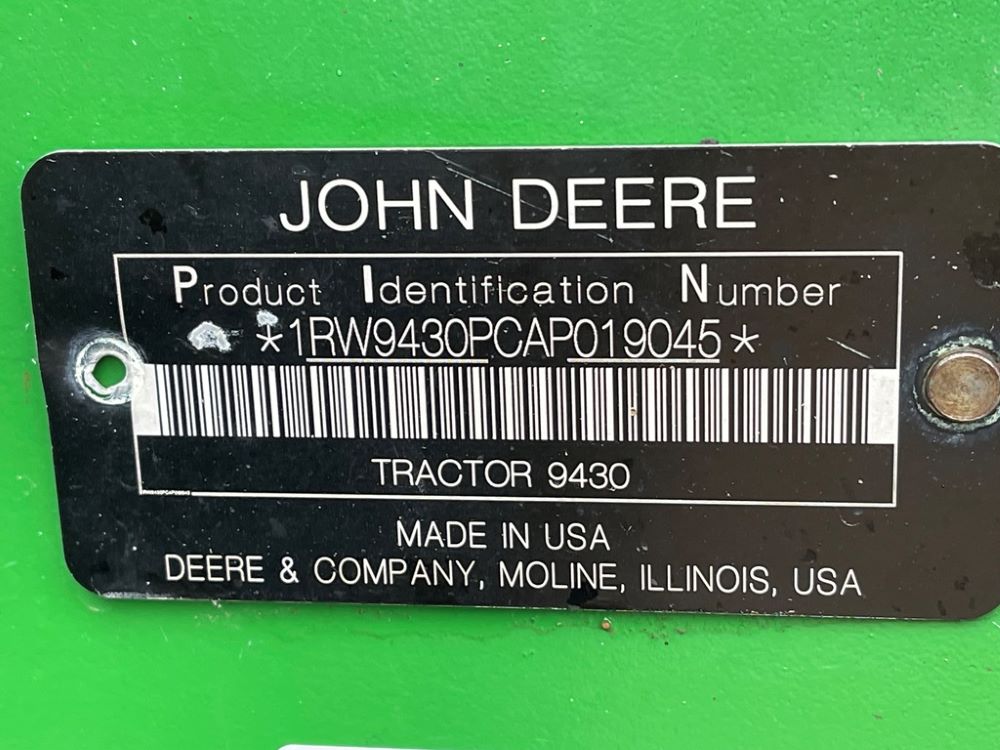 JOHN DEERE
Product Identification Number
*1RW9430PCAP019045*
TRACTOR 9430
MADE IN USA
DEERE & COMPANY, MOLINE, ILLINOIS, USA